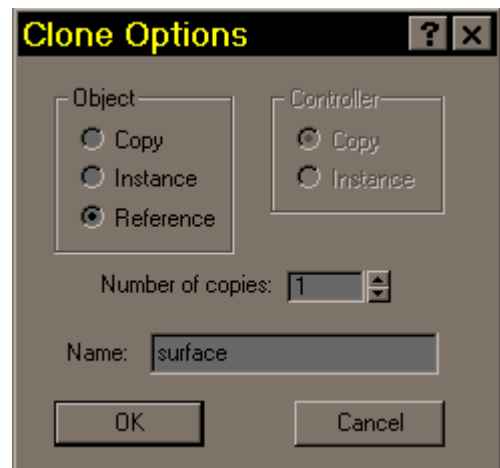 Clone Options
Object
Copy
Instance
Reference
Controller
Copy
Instance
Number of copies: 1
Name: surface
OK Cancel